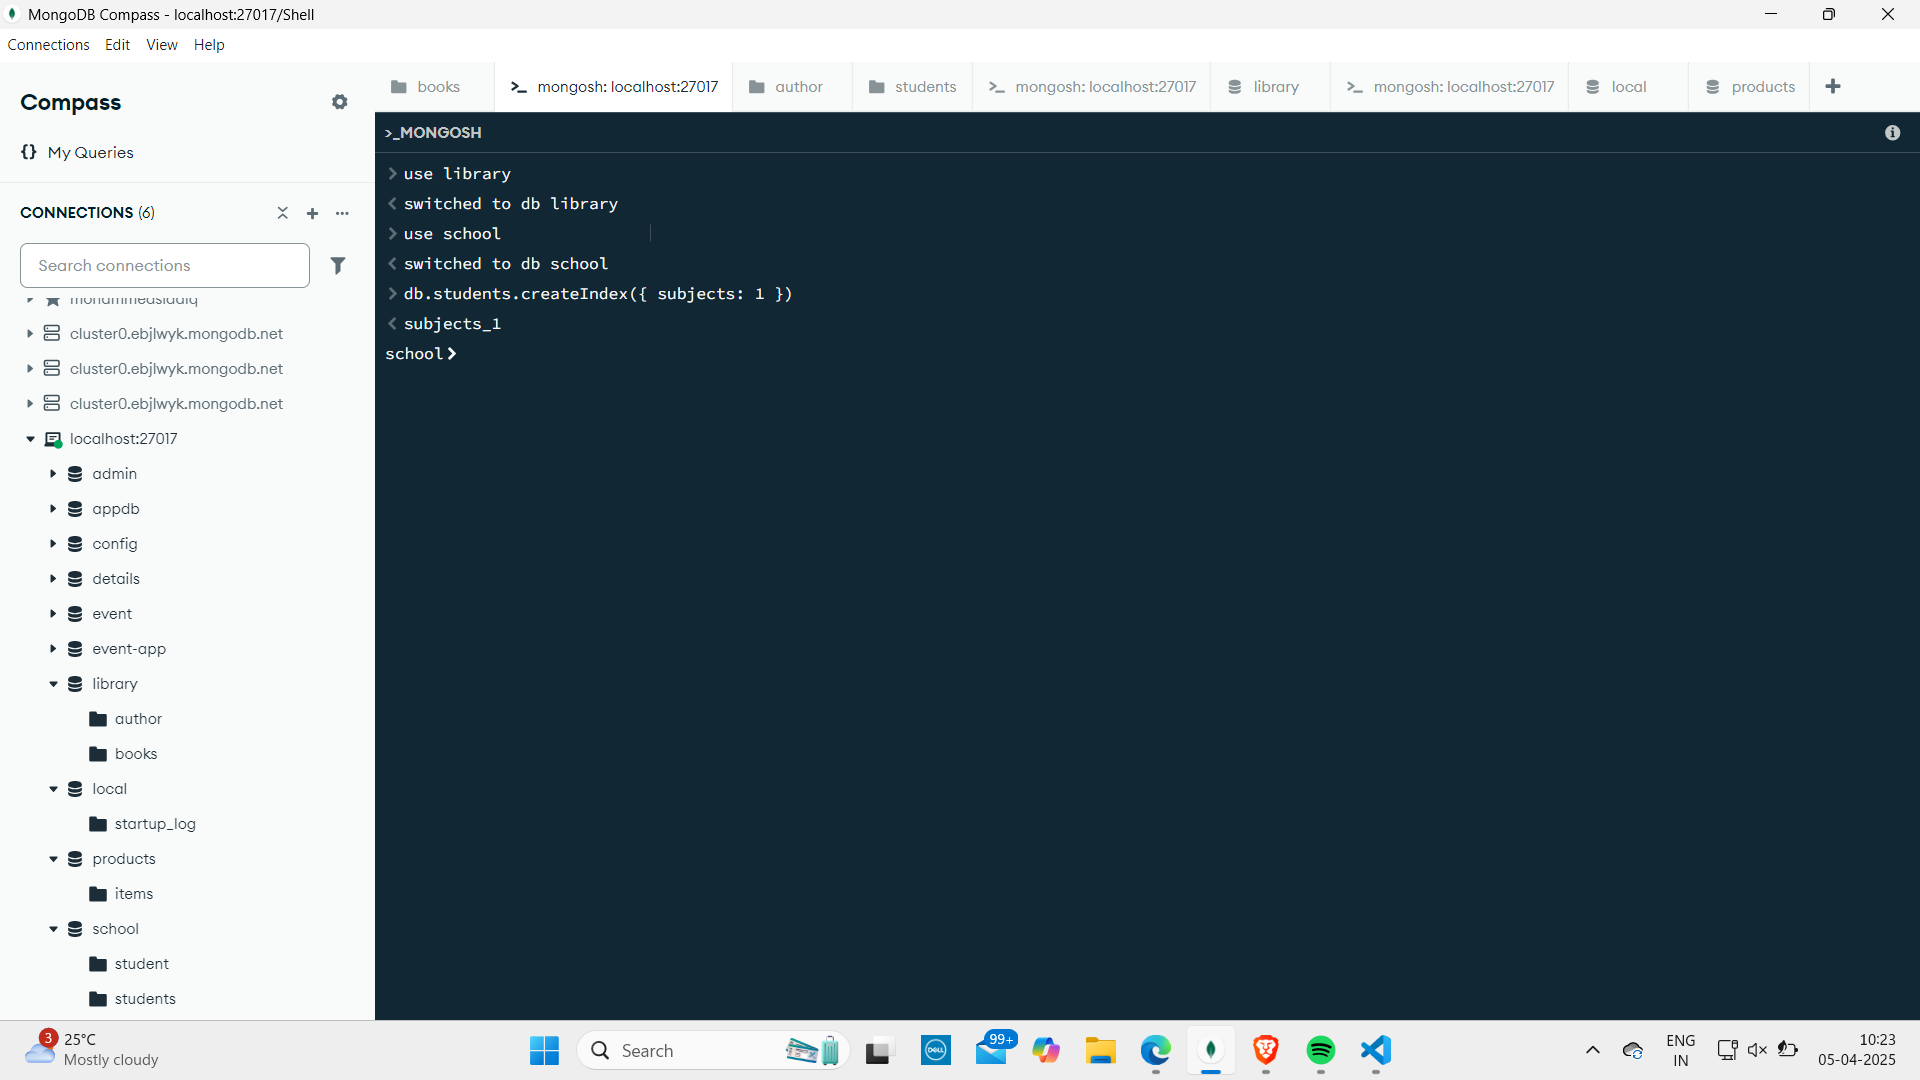 MongoDB Compass - localhost:27017/Shell
Connections Edit View Help
Compass
{} My Queries
CONNECTIONS (6)
Search connections
mohammedsiddiq
cluster0.ebjlwyk.mongodb.net
cluster0.ebjlwyk.mongodb.net
cluster0.ebjlwyk.mongodb.net
localhost:27017
admin
appdb
config
details
event
event-app
library
author
books
local
startup_log
products
items
school
student
students
books
>_ mongosh: localhost:27017
author
students
>_ mongosh: localhost:27017
library
>_ mongosh: localhost:27017
local
products
>_MONGOSH
> use library
< switched to db library
> use school
< switched to db school
> db.students.createIndex({ subjects: 1 })
< subjects_1
school>
3
25°C
Mostly cloudy
Search
DELL
99+
ENG
IN
10:23
05-04-2025